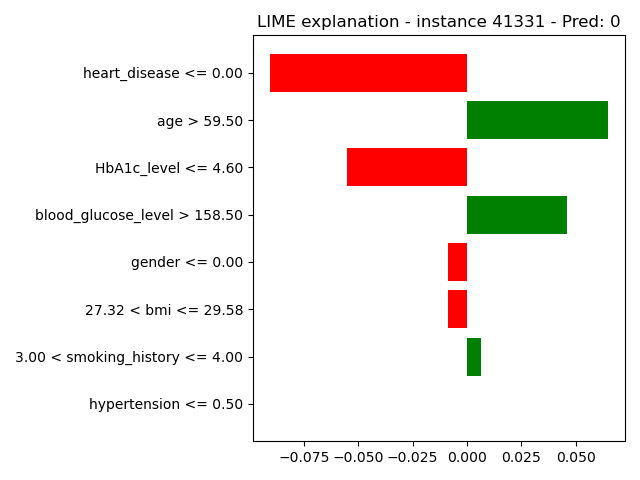 LIME explanation - instance 41331 - Pred: 0
heart_disease <= 0.00
age > 59.50
HbA1c_level <= 4.60
blood_glucose_level > 158.50
gender <= 0.00
27.32 < bmi <= 29.58
3.00 < smoking_history <= 4.00
hypertension <= 0.50
−0.075 −0.050 −0.025 0.000 0.025 0.050